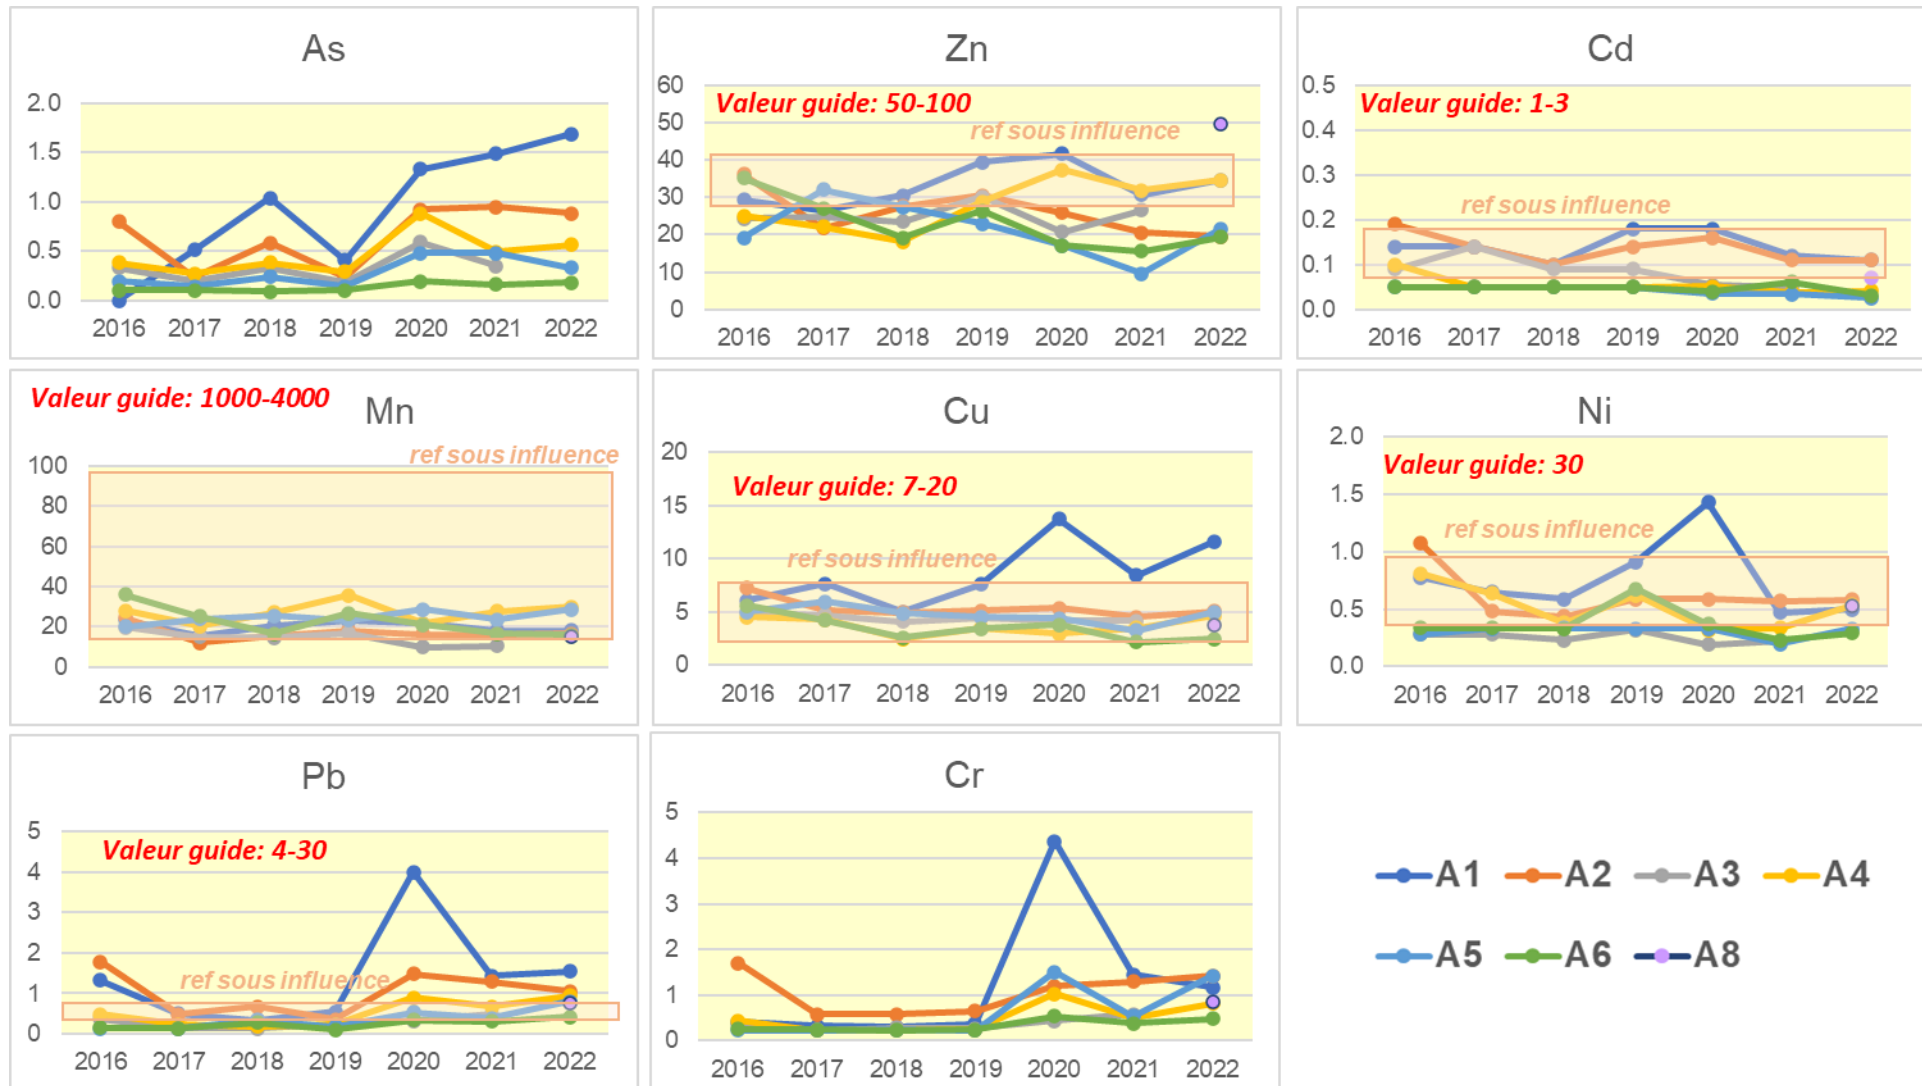 As
2.0
1.5
1.0
0.5
0.0
2016 2017 2018 2019 2020 2021 2022
Zn
60
Valeur guide: 50-100
50
ref sous influence
40
30
20
10
0
2016 2017 2018 2019 2020 2021 2022
Cd
0.5
Valeur guide: 1-3
0.4
0.3
ref sous influence
0.2
0.1
0.0
2016 2017 2018 2019 2020 2021 2022
Valeur guide: 1000-4000
Mn
ref sous influence
100
80
60
40
20
0
2016 2017 2018 2019 2020 2021 2022
Cu
20
Valeur guide: 7-20
15
10
ref sous influence
5
0
2016 2017 2018 2019 2020 2021 2022
Ni
2.0
Valeur guide: 30
1.5
ref sous influence
1.0
0.5
0.0
2016 2017 2018 2019 2020 2021 2022
Pb
5
Valeur guide: 4-30
4
3
2
ref sous influence
1
0
2016 2017 2018 2019 2020 2021 2022
Cr
5
4
3
2
1
0
2016 2017 2018 2019 2020 2021 2022
A1 A2 A3 A4
A5 A6 A8